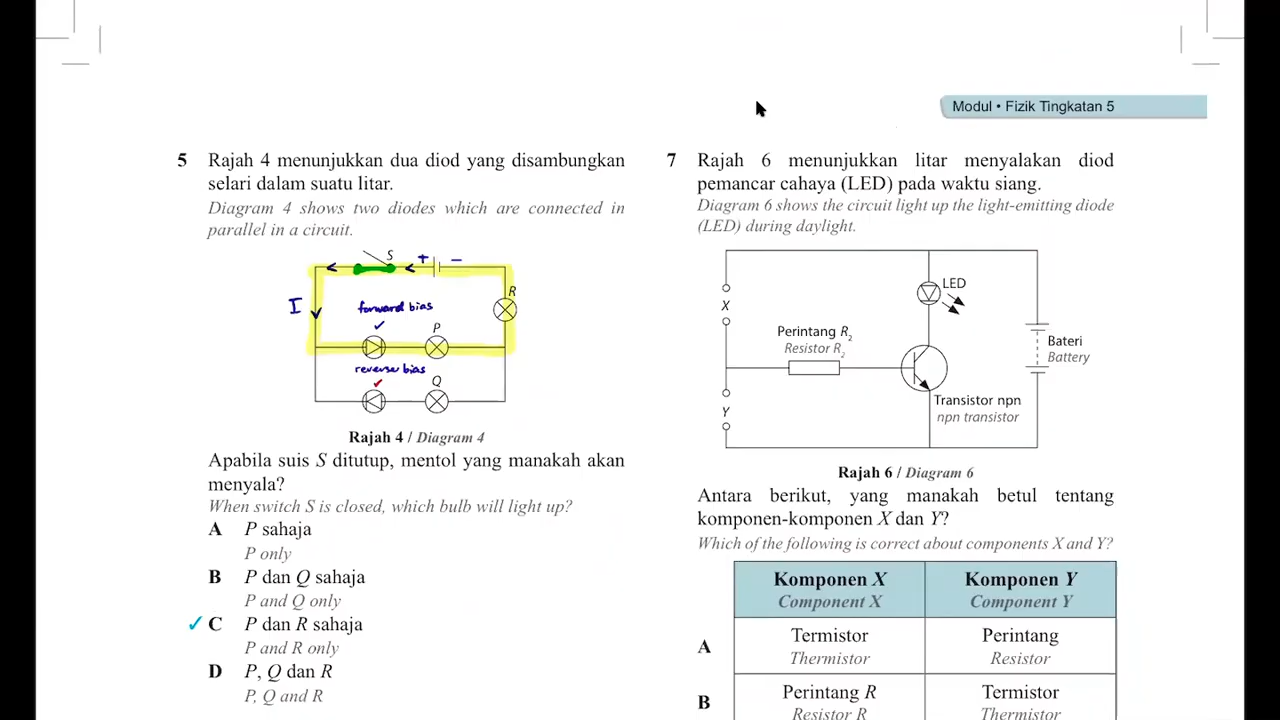 Modul • Fizik Tingkatan 5
5 Rajah 4 menunjukkan dua diod yang disambungkan
selari dalam suatu litar.
Diagram 4 shows two diodes which are connected in
parallel in a circuit.
S
+ −
R
I
forward bias
✓
P
reverse bias
✓
Q
Rajah 4 / Diagram 4
Apabila suis S ditutup, mentol yang manakah akan
menyala?
When switch S is closed, which bulb will light up?
A P sahaja
P only
B P dan Q sahaja
P and Q only
✓ C P dan R sahaja
P and R only
D P, Q dan R
P, Q and R
7 Rajah 6 menunjukkan litar menyalakan diod
pemancar cahaya (LED) pada waktu siang.
Diagram 6 shows the circuit light up the light-emitting diode
(LED) during daylight.
LED
X
Perintang R2
Resistor R2
Bateri
Battery
Transistor npn
npn transistor
Y
Rajah 6 / Diagram 6
Antara berikut, yang manakah betul tentang
komponen-komponen X dan Y?
Which of the following is correct about components X and Y?
Komponen X Komponen Y
Component X Component Y
A Termistor Perintang
Thermistor Resistor
B Perintang R Termistor
Resistor R Thermistor